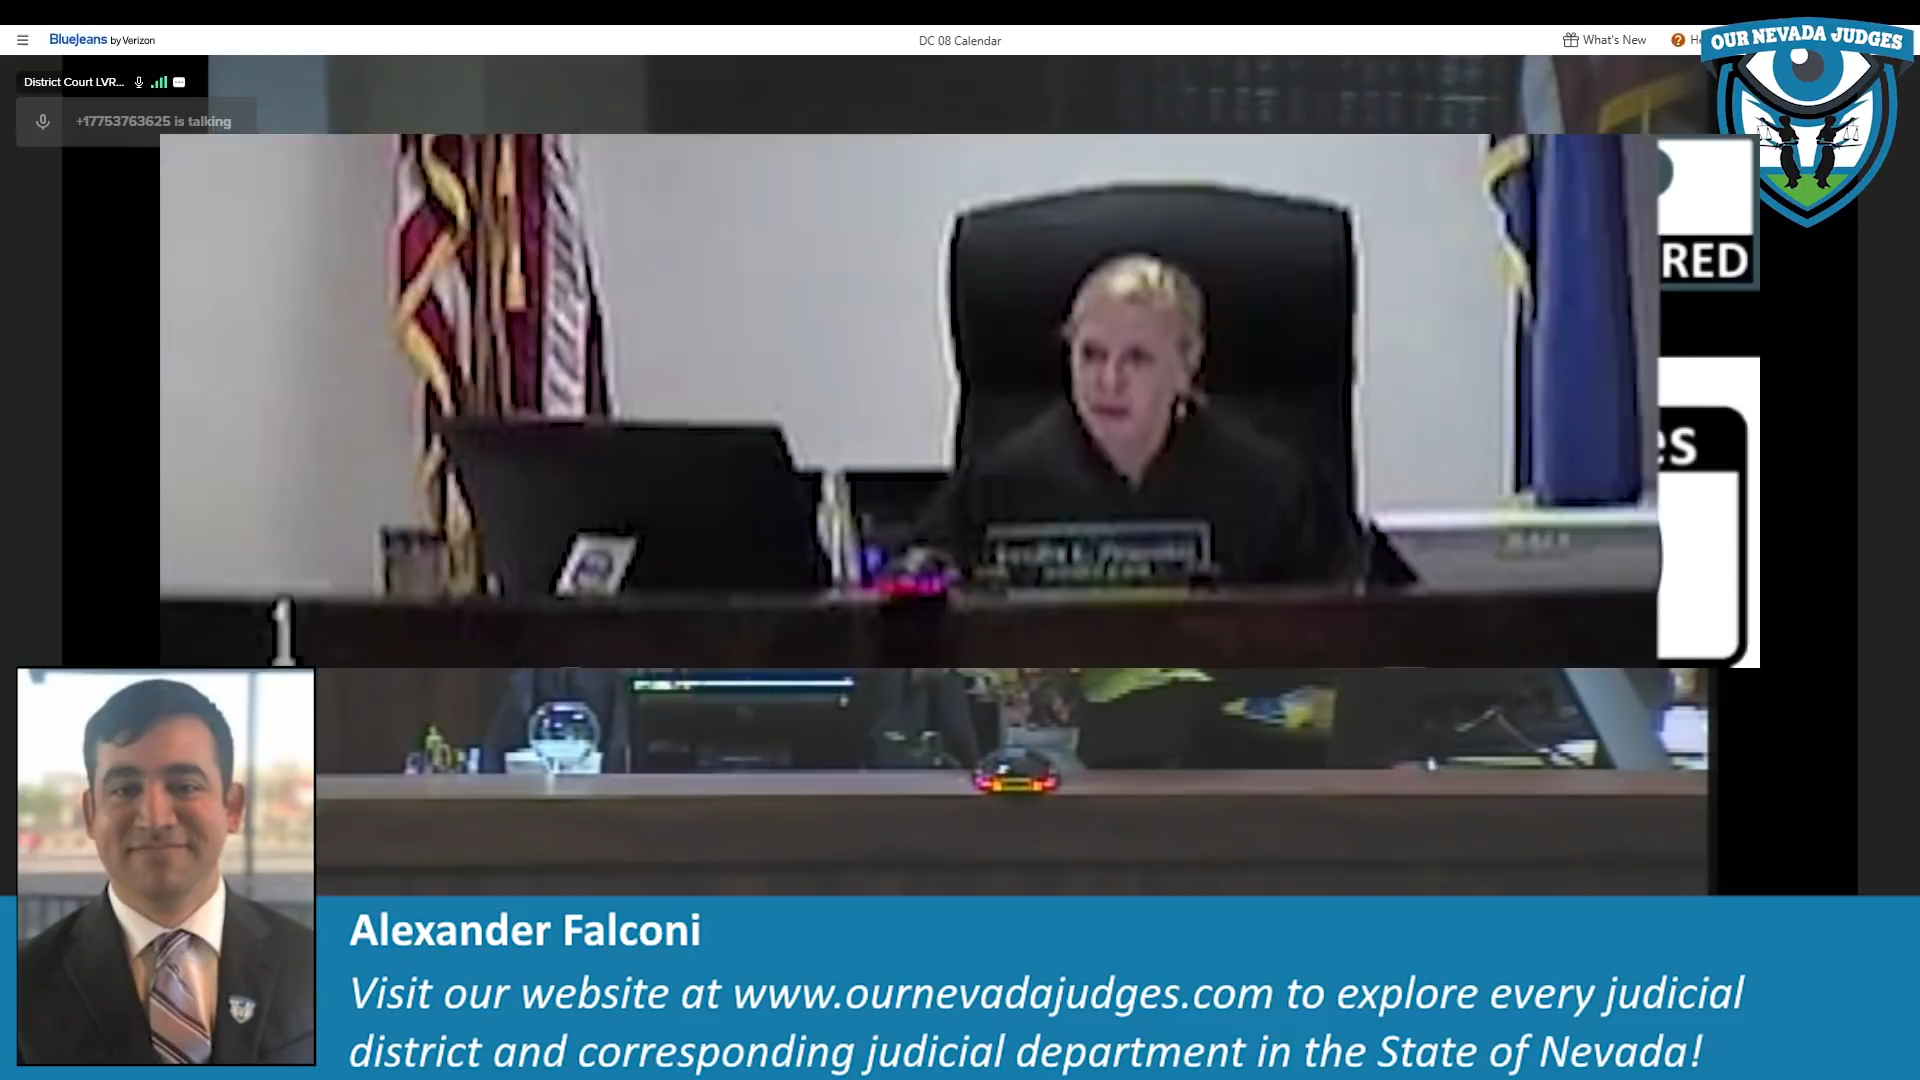 BlueJeans by Verizon
DC 08 Calendar
What's New
OUR NEVADA JUDGES
District Court LVR...
+17753763625 is talking
RED
es
1
Alexander Falconi
Visit our website at www.ournevadajudges.com to explore every judicial
district and corresponding judicial department in the State of Nevada!